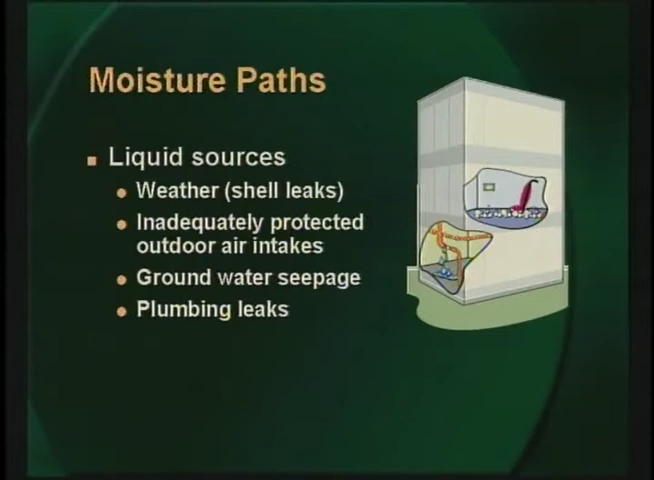 Moisture Paths
Liquid sources
Weather (shell leaks)
Inadequately protected
outdoor air intakes
Ground water seepage
Plumbing leaks